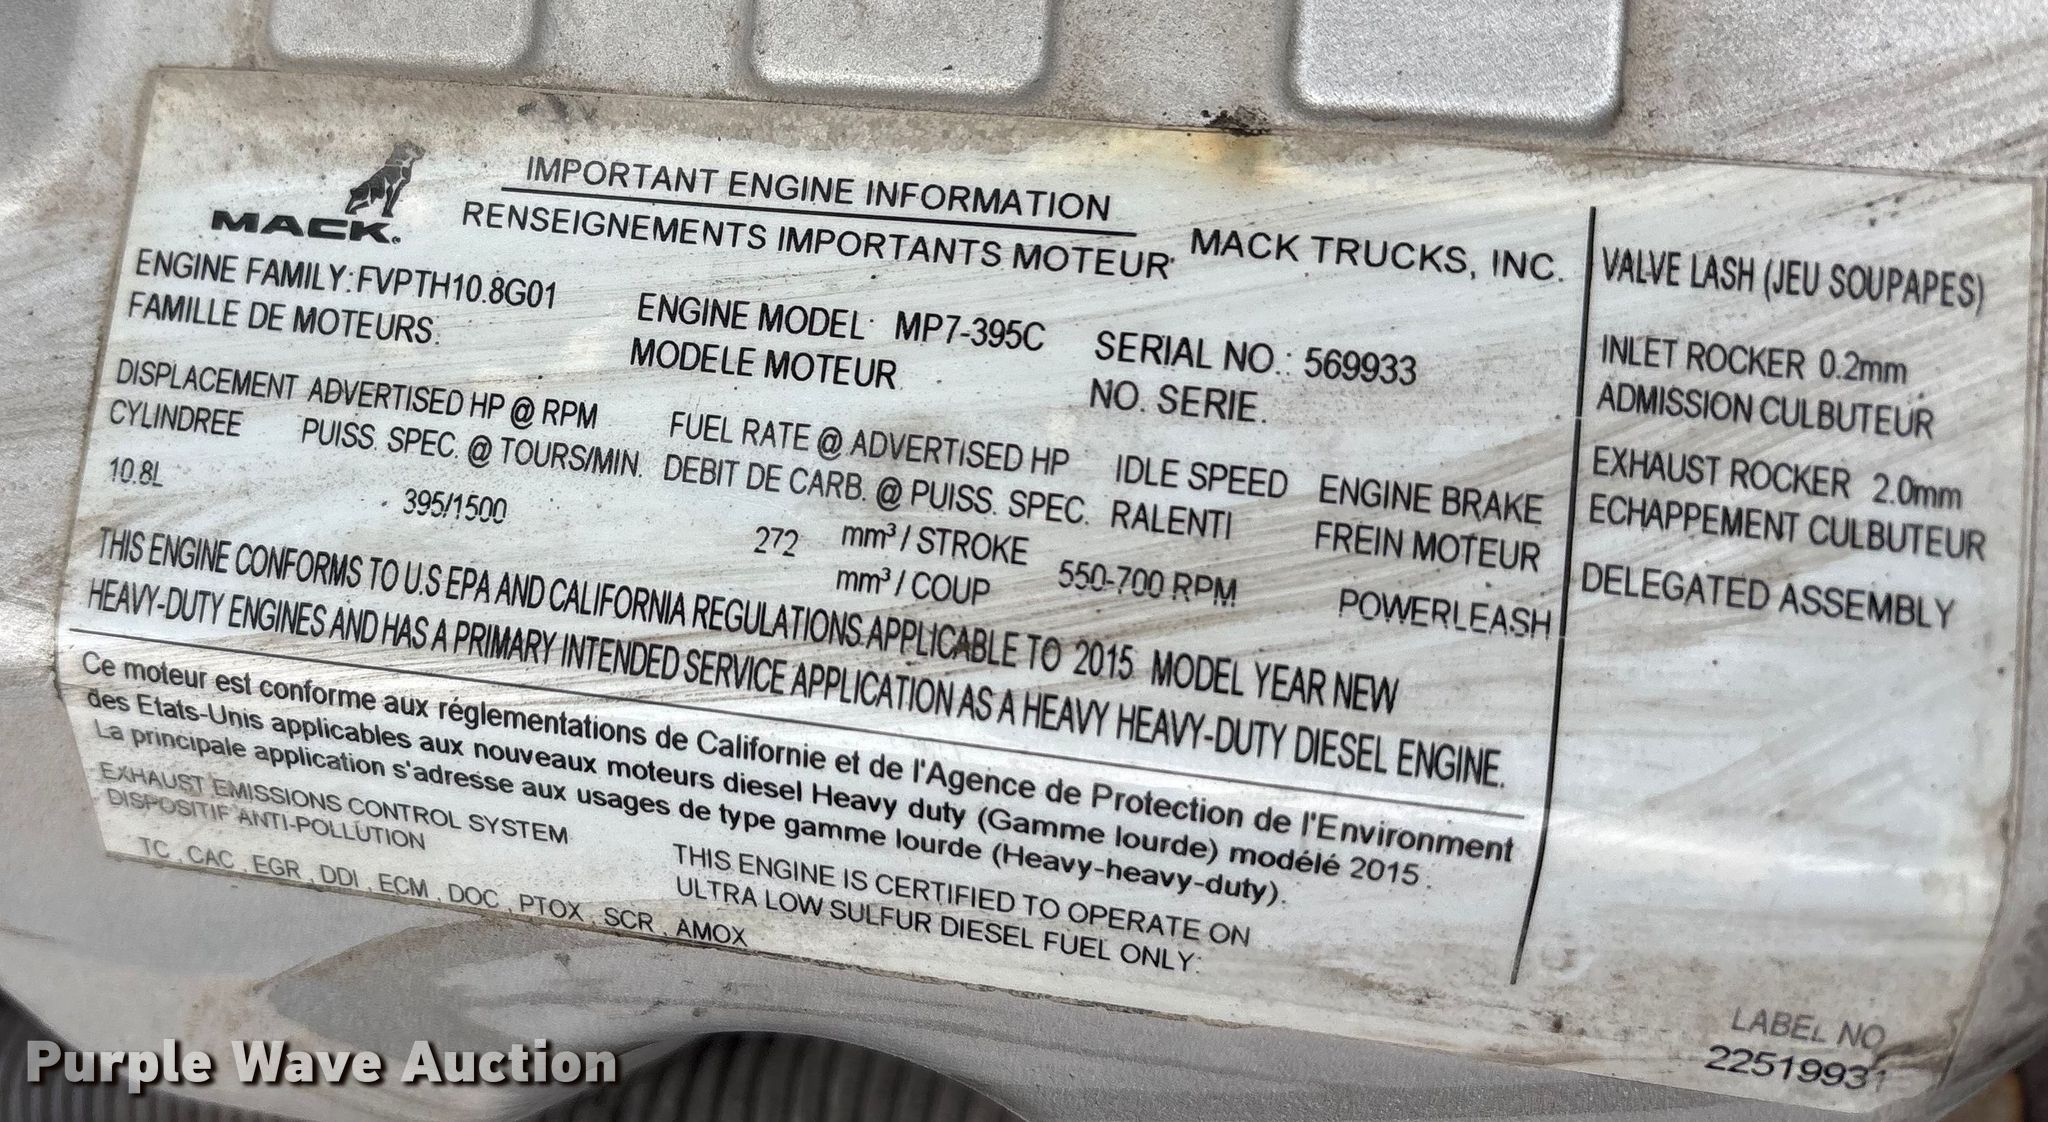 MACK.
IMPORTANT ENGINE INFORMATION
RENSEIGNEMENTS IMPORTANTS MOTEUR
MACK TRUCKS, INC.
ENGINE FAMILY: FVPTH10.8G01
FAMILLE DE MOTEURS:
ENGINE MODEL: MP7-395C
MODELE MOTEUR
SERIAL NO.: 569933
NO. SERIE.
DISPLACEMENT
CYLINDREE
10.8L
ADVERTISED HP @ RPM
PUISS. SPEC. @ TOURS/MIN.
395/1500
FUEL RATE @ ADVERTISED HP
DEBIT DE CARB. @ PUISS. SPEC.
272 mm³ / STROKE
mm³ / COUP
IDLE SPEED
RALENTI
550-700 RPM
ENGINE BRAKE
FREIN MOTEUR
POWERLEASH
THIS ENGINE CONFORMS TO U.S EPA AND CALIFORNIA REGULATIONS APPLICABLE TO 2015 MODEL YEAR NEW
HEAVY-DUTY ENGINES AND HAS A PRIMARY INTENDED SERVICE APPLICATION AS A HEAVY HEAVY-DUTY DIESEL ENGINE.
Ce moteur est conforme aux réglementations de Californie et de l'Agence de Protection de l'Environment
des Etats-Unis applicables aux nouveaux moteurs diesel Heavy duty (Gamme lourde) modélé 2015.
La principale application s'adresse aux usages de type gamme lourde (Heavy-heavy-duty).
EXHAUST EMISSIONS CONTROL SYSTEM
DISPOSITIF ANTI-POLLUTION
TC , CAC , EGR , DDI , ECM , DOC , PTOX , SCR , AMOX
THIS ENGINE IS CERTIFIED TO OPERATE ON
ULTRA LOW SULFUR DIESEL FUEL ONLY.
VALVE LASH (JEU SOUPAPES)
INLET ROCKER 0.2mm
ADMISSION CULBUTEUR
EXHAUST ROCKER 2.0mm
ECHAPPEMENT CULBUTEUR
DELEGATED ASSEMBLY
LABEL NO
22519931
Purple Wave Auction